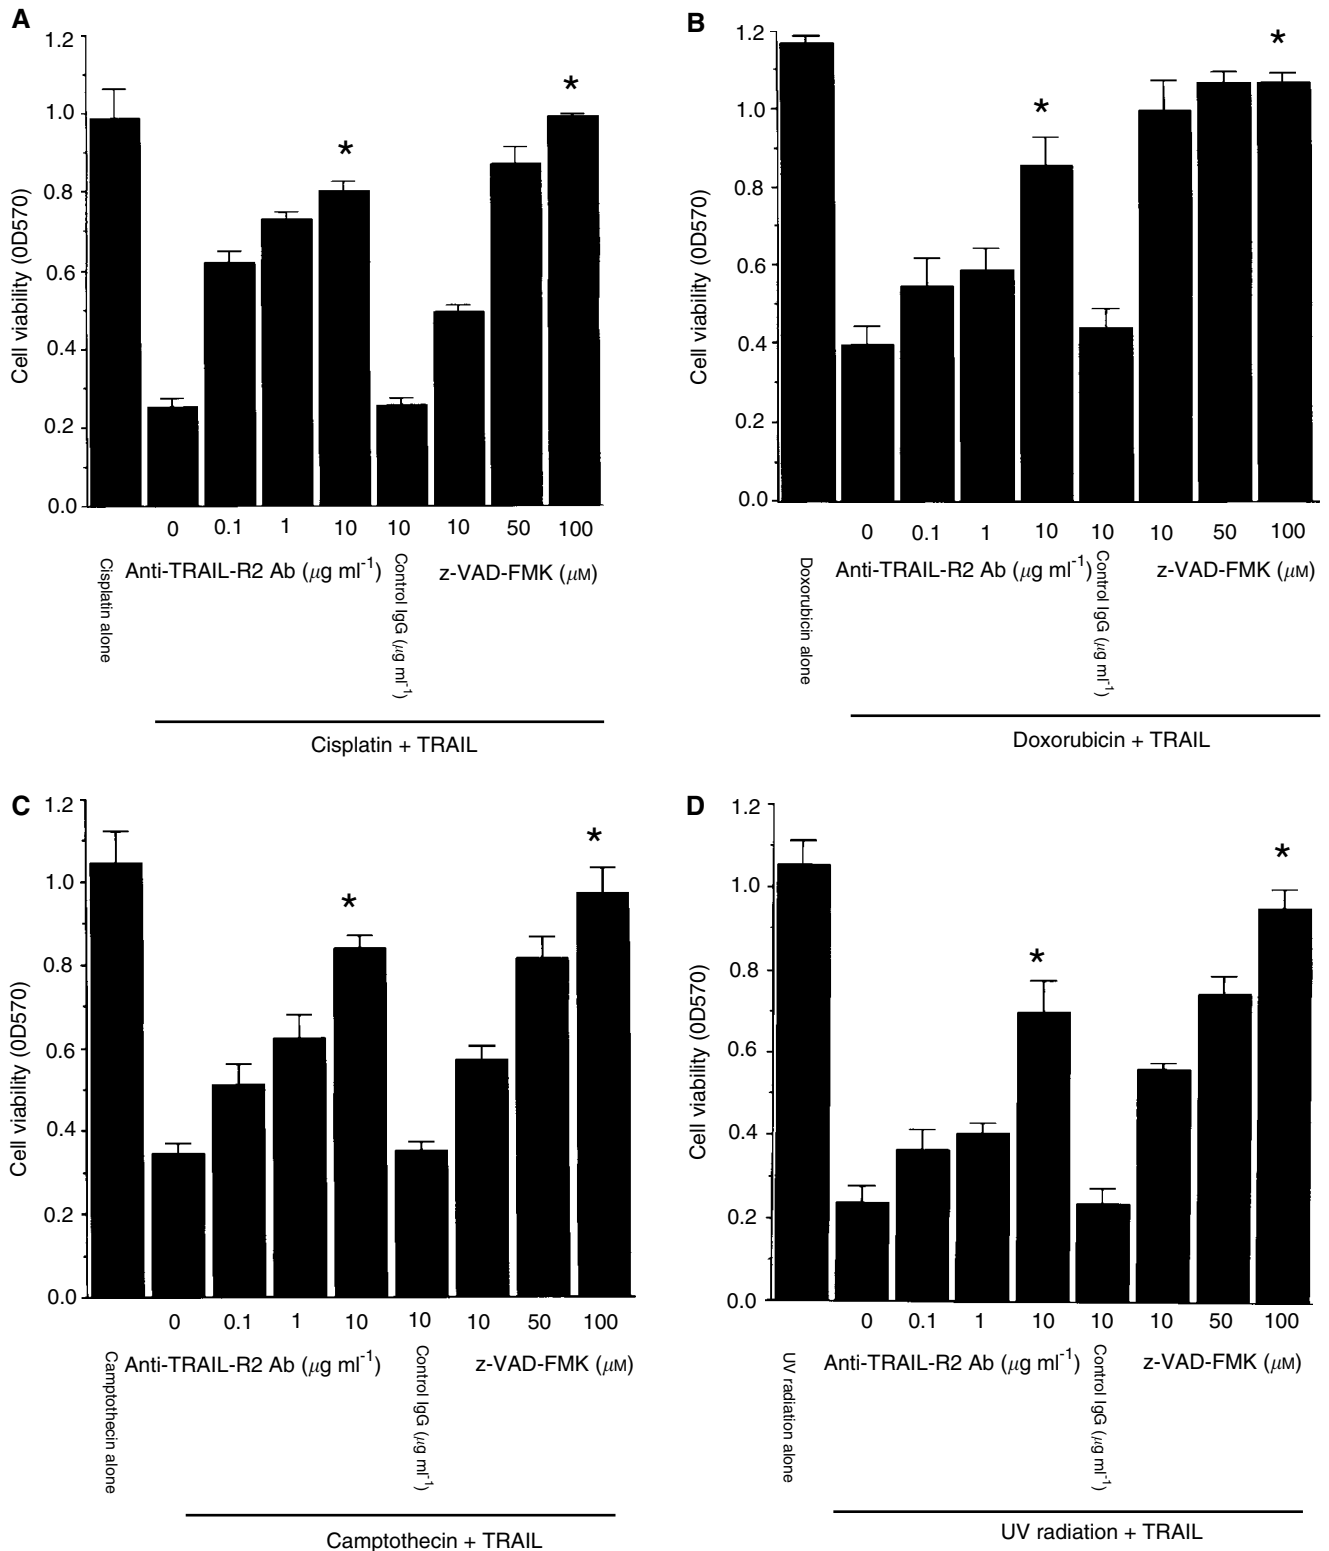 A
1.2
1.0
0.8
0.6
0.4
0.2
0.0
Cell viability (0D570)
*
*
0 0.1 1 10 10 10 50 100
Cisplatin alone
Anti-TRAIL-R2 Ab (μg ml⁻¹)
Control IgG (μg ml⁻¹)
z-VAD-FMK (μM)
Cisplatin + TRAIL
B
1.2
1.0
0.8
0.6
0.4
0.2
0.0
Cell viability (0D570)
*
*
0 0.1 1 10 10 10 50 100
Doxorubicin alone
Anti-TRAIL-R2 Ab (μg ml⁻¹)
Control IgG (μg ml⁻¹)
z-VAD-FMK (μM)
Doxorubicin + TRAIL
C
1.2
1.0
0.8
0.6
0.4
0.2
0.0
Cell viability (0D570)
*
*
0 0.1 1 10 10 10 50 100
Camptothecin alone
Anti-TRAIL-R2 Ab (μg ml⁻¹)
Control IgG (μg ml⁻¹)
z-VAD-FMK (μM)
Camptothecin + TRAIL
D
1.2
1.0
0.8
0.6
0.4
0.2
0.0
Cell viability (0D570)
*
*
0 0.1 1 10 10 10 50 100
UV radiation alone
Anti-TRAIL-R2 Ab (μg ml⁻¹)
Control IgG (μg ml⁻¹)
z-VAD-FMK (μM)
UV radiation + TRAIL